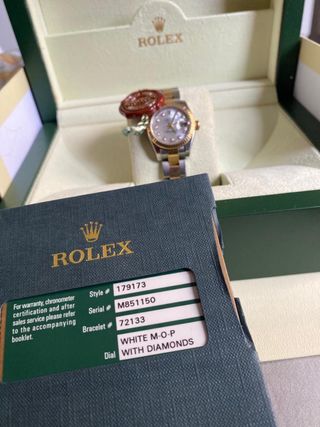 ROLEX
ROLEX
For warranty, chronometer
certification and after
sales service please refer
to the accompanying
booklet.
Style # 179173
Serial # M851150
Bracelet # 72133
Dial WHITE M-O-P
WITH DIAMONDS